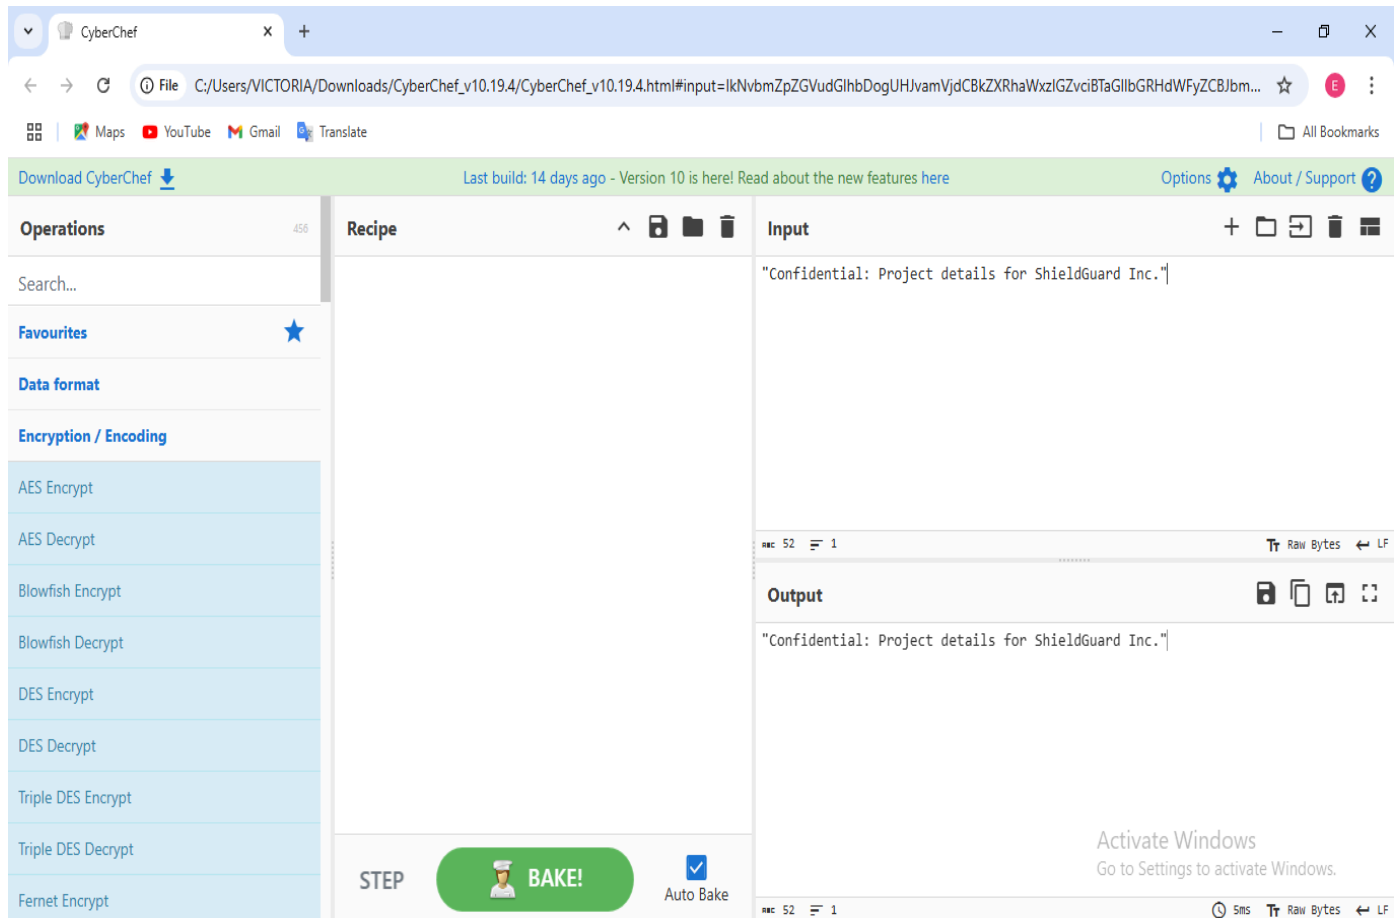 CyberChef
File C:/Users/VICTORIA/Downloads/CyberChef_v10.19.4/CyberChef_v10.19.4.html#input=IkNvbmZpZGVudGlhbDogUHJvamVjdCBkZXRhaWxzIGZvciBTaGllbGRHdWFyZCBJbm...
E
Maps YouTube Gmail Translate All Bookmarks
Download CyberChef Last build: 14 days ago - Version 10 is here! Read about the new features here Options About / Support
Operations 456
Search...
Favourites
Data format
Encryption / Encoding
AES Encrypt
AES Decrypt
Blowfish Encrypt
Blowfish Decrypt
DES Encrypt
DES Decrypt
Triple DES Encrypt
Triple DES Decrypt
Fernet Encrypt
Recipe
STEP
BAKE!
Auto Bake
Input
"Confidential: Project details for ShieldGuard Inc."
ABC 52 1 Raw Bytes LF
Output
"Confidential: Project details for ShieldGuard Inc."
Activate Windows
Go to Settings to activate Windows.
ABC 52 1 5ms Raw Bytes LF